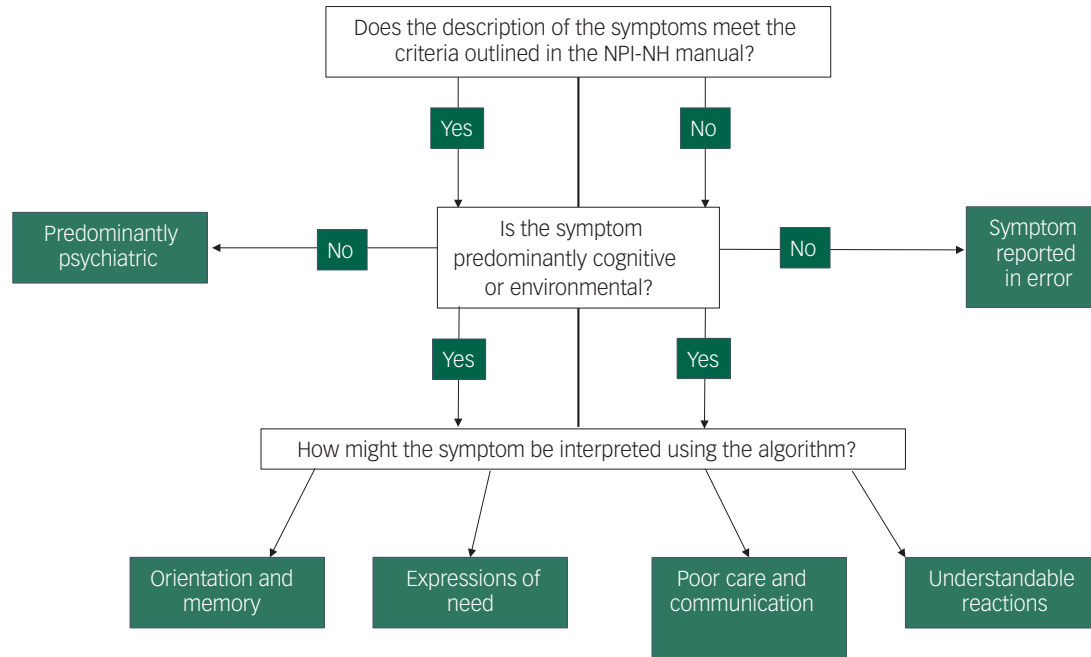 Does the description of the symptoms meet the
criteria outlined in the NPI-NH manual?
Yes
No
Predominantly
psychiatric
No
Is the symptom
predominantly cognitive
or environmental?
No
Symptom
reported
in error
Yes
Yes
How might the symptom be interpreted using the algorithm?
Orientation and
memory
Expressions of
need
Poor care and
communication
Understandable
reactions